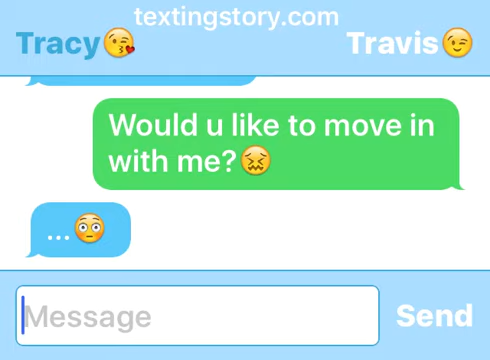 textingstory.com
Tracy😘 Travis😉
Would u like to move in
with me?😖
...😳
Message Send